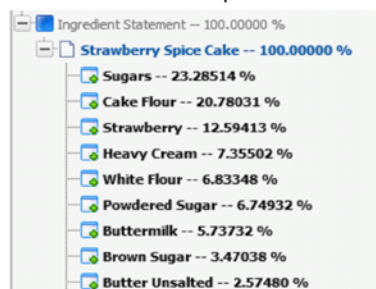 Ingredient Statement -- 100.00000 %
Strawberry Spice Cake -- 100.00000 %
Sugars -- 23.28514 %
Cake Flour -- 20.78031 %
Strawberry -- 12.59413 %
Heavy Cream -- 7.35502 %
White Flour -- 6.83348 %
Powdered Sugar -- 6.74932 %
Buttermilk -- 5.73732 %
Brown Sugar -- 3.47038 %
Butter Unsalted -- 2.57480 %